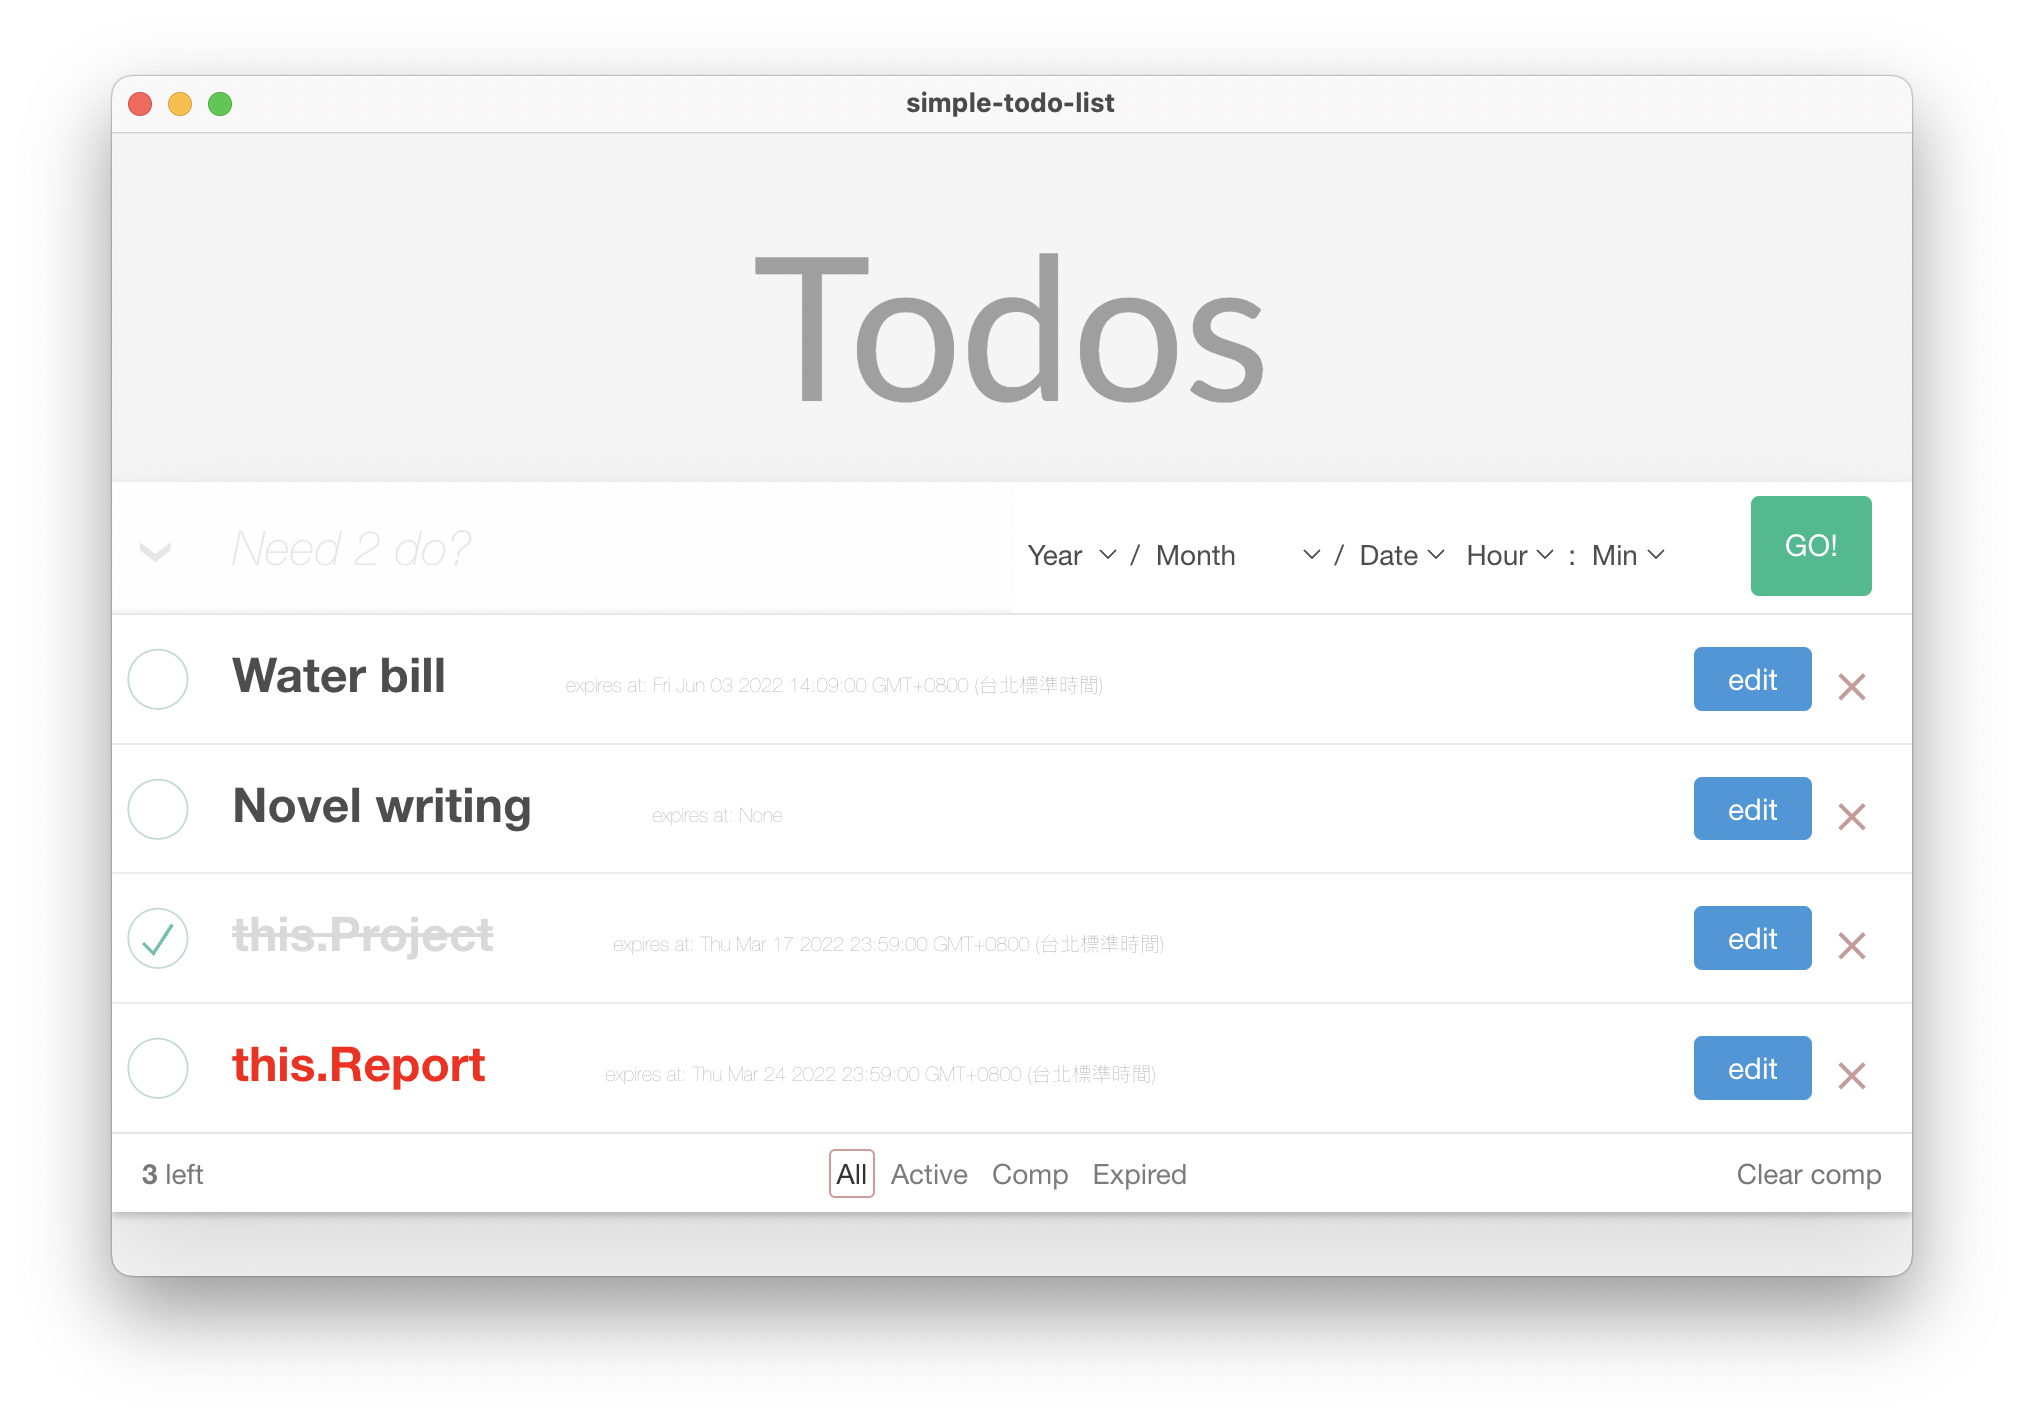 simple-todo-list
Todos
Need 2 do? Year / Month / Date Hour : Min GO!
Water bill expires at: Fri Jun 03 2022 14:09:00 GMT+0800 (台北標準時間) edit
Novel writing expires at: None edit
this.Project expires at: Thu Mar 17 2022 23:59:00 GMT+0800 (台北標準時間) edit
this.Report expires at: Thu Mar 24 2022 23:59:00 GMT+0800 (台北標準時間) edit
3 left All Active Comp Expired Clear comp